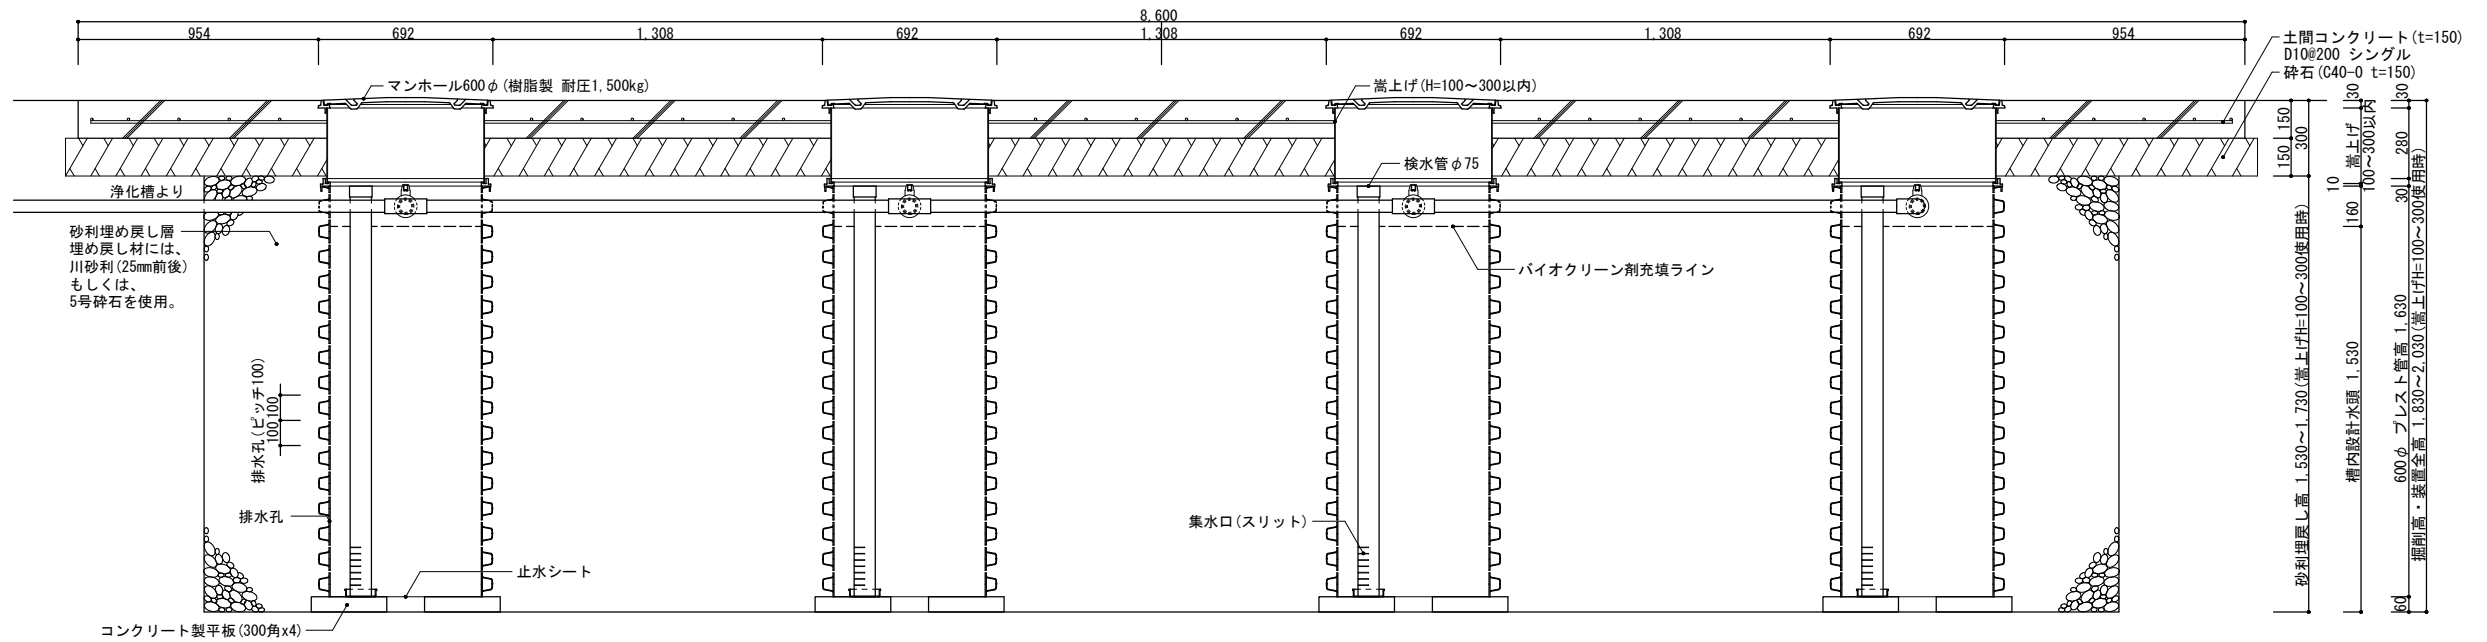 8,600
954
692
1,308
692
1,308
692
1,308
692
954
土間コンクリート(t=150)
D10@200 シングル
砕石(C40-0 t=150)
マンホール600φ(樹脂製 耐圧1,500kg)
嵩上げ(H=100～300以内)
検水管φ75
浄化槽より
砂利埋め戻し層
埋め戻し材には、
川砂利(25mm前後)
もしくは、
5号砕石を使用。
バイオクリーン剤充填ライン
排水孔(ピッチ100)
100,100
排水孔
集水口(スリット)
止水シート
コンクリート製平板(300角x4)
150 150
300
砂利埋戻し高 1,530～1,730(嵩上げH=100～300使用時)
30
嵩上げ
100～300以内
10
160
槽内設計水頭 1,530
30
280
30
600φ プレスト管高 1,630
60
掘削高・装置全高 1,830～2,030(嵩上げH=100～300使用時)